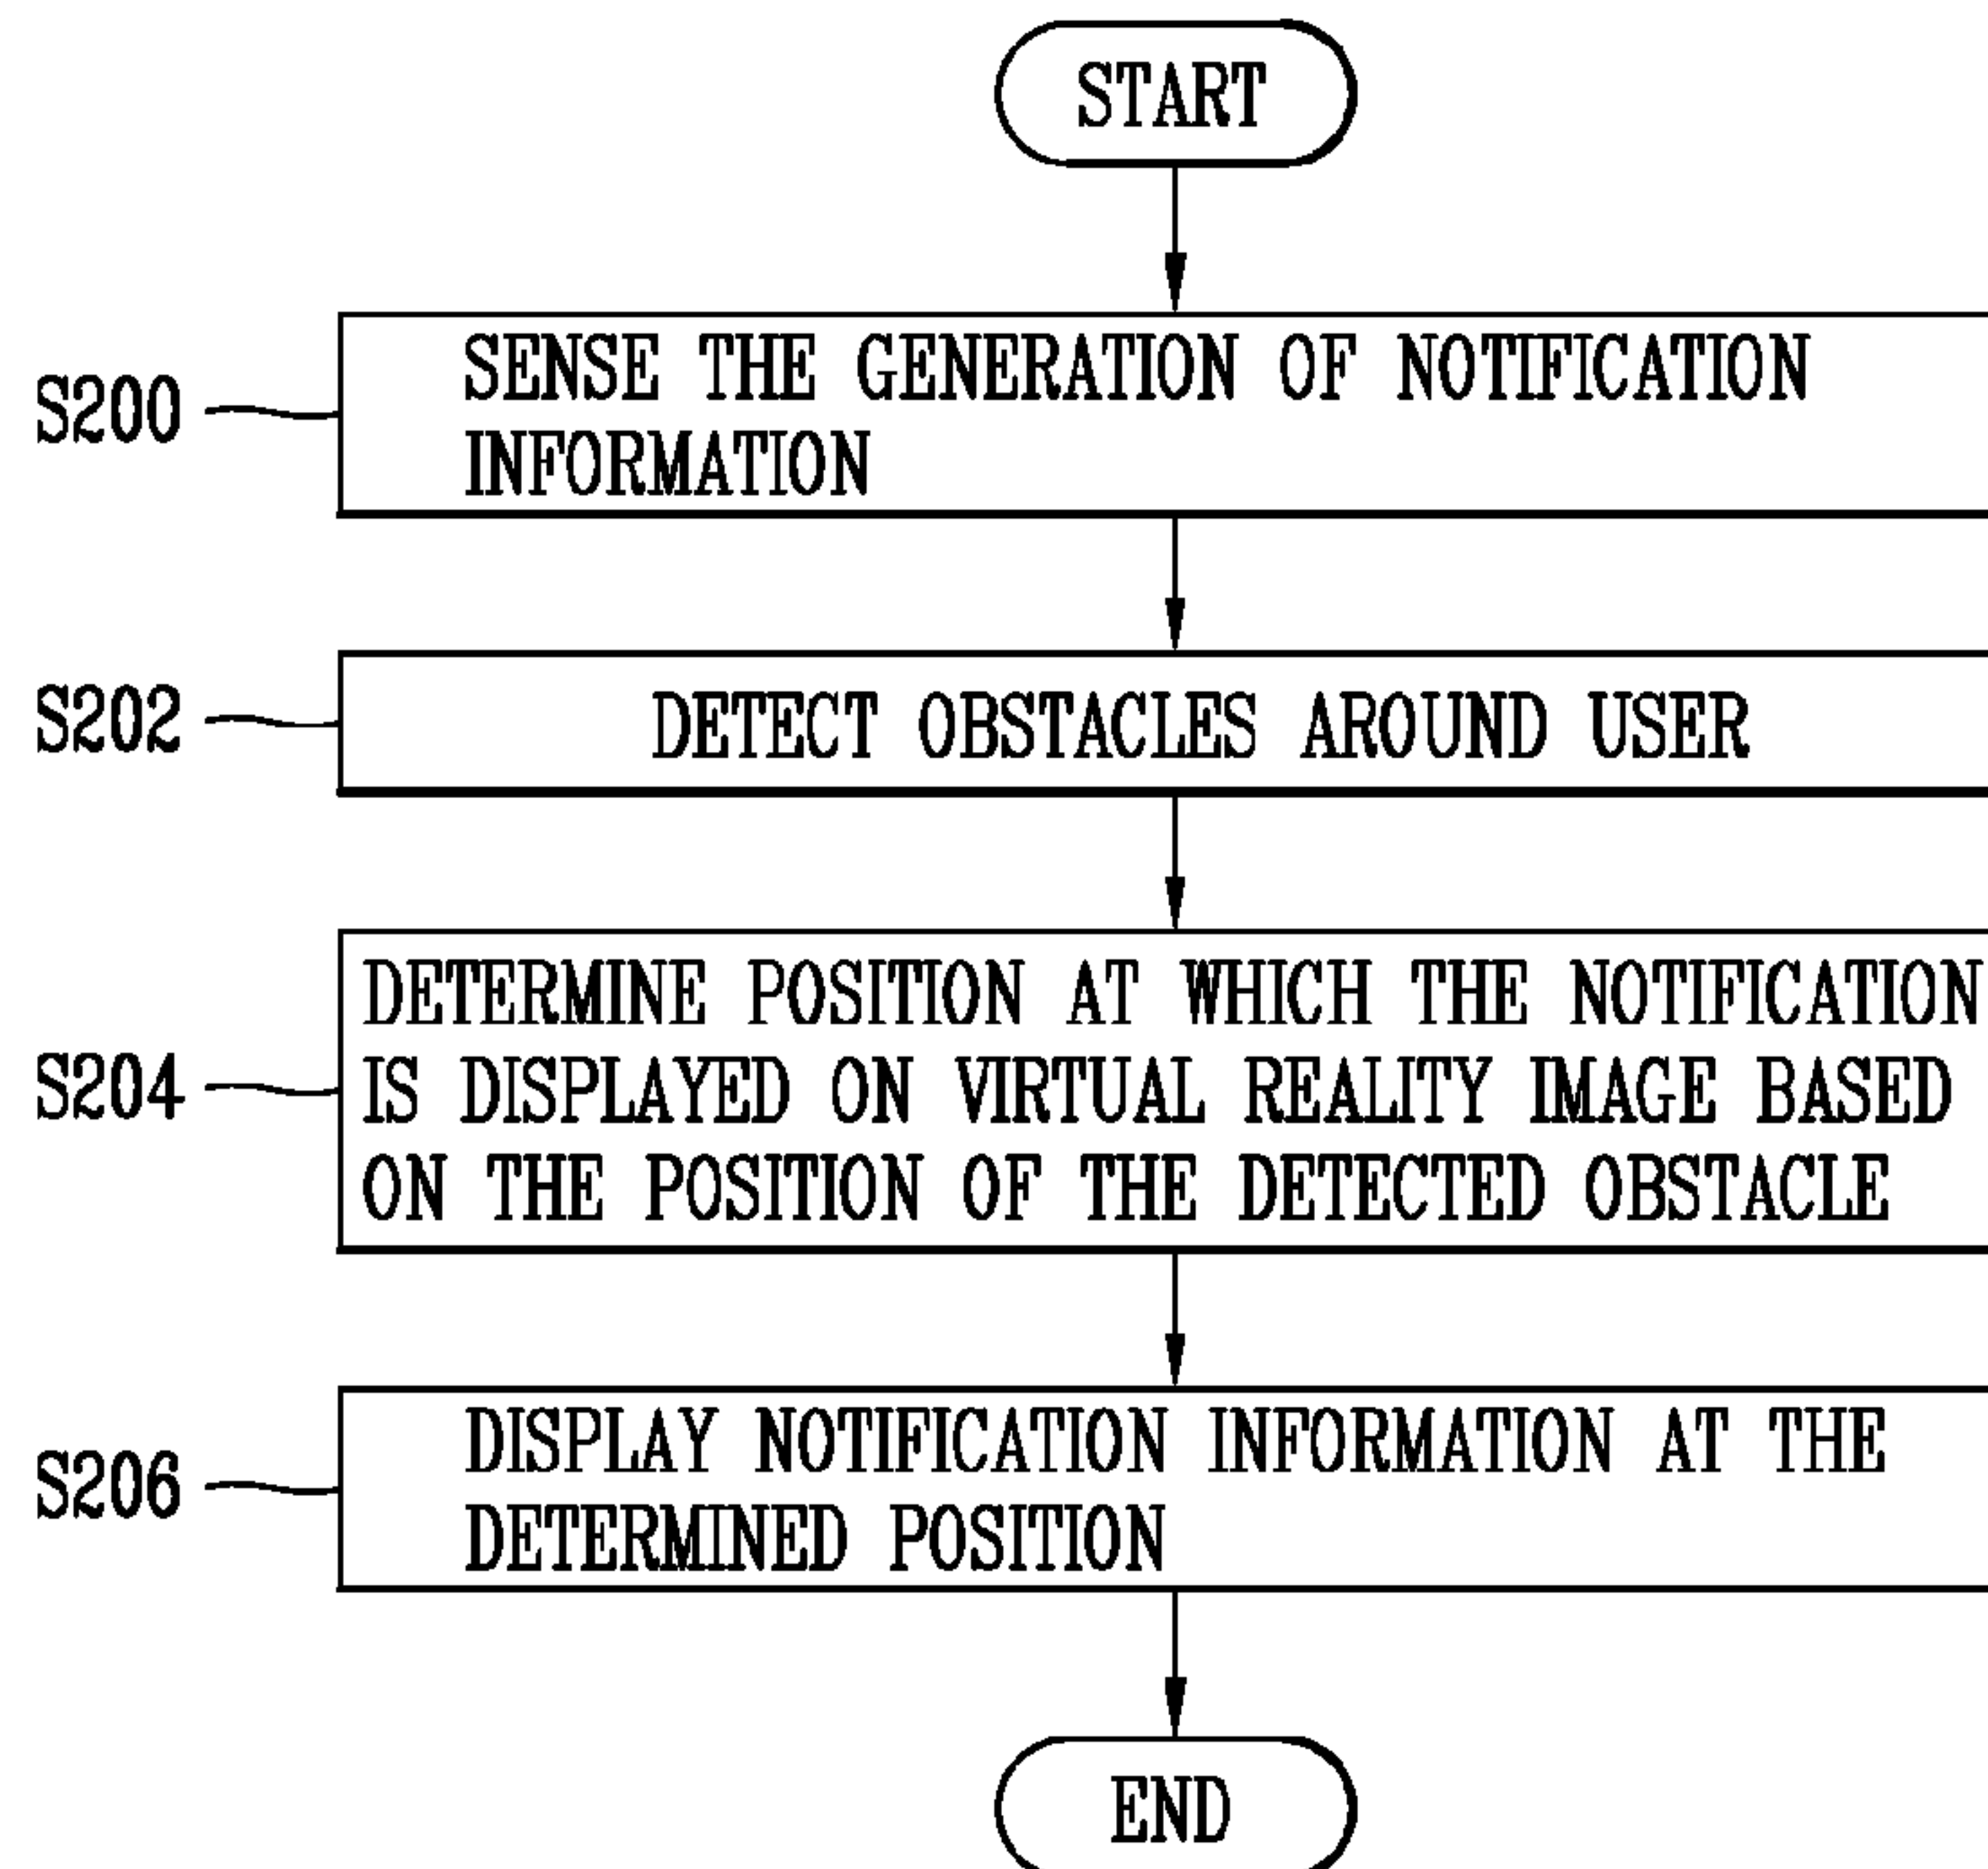 START
S200
SENSE THE GENERATION OF NOTIFICATION
INFORMATION
S202
DETECT OBSTACLES AROUND USER
S204
DETERMINE POSITION AT WHICH THE NOTIFICATION
IS DISPLAYED ON VIRTUAL REALITY IMAGE BASED
ON THE POSITION OF THE DETECTED OBSTACLE
S206
DISPLAY NOTIFICATION INFORMATION AT THE
DETERMINED POSITION
END